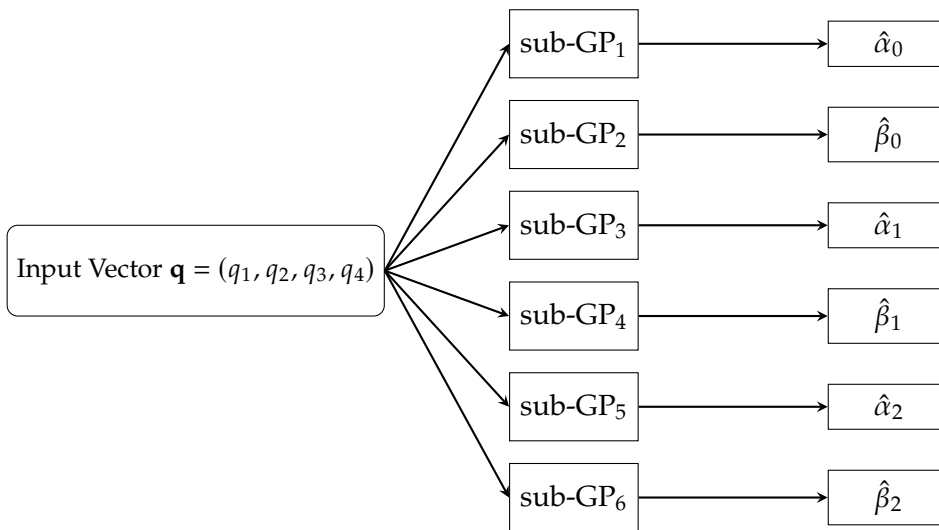 sub-GP₁
α̂₀
sub-GP₂
β̂₀
sub-GP₃
α̂₁
Input Vector 𝐪 = (q₁, q₂, q₃, q₄)
sub-GP₄
β̂₁
sub-GP₅
α̂₂
sub-GP₆
β̂₂